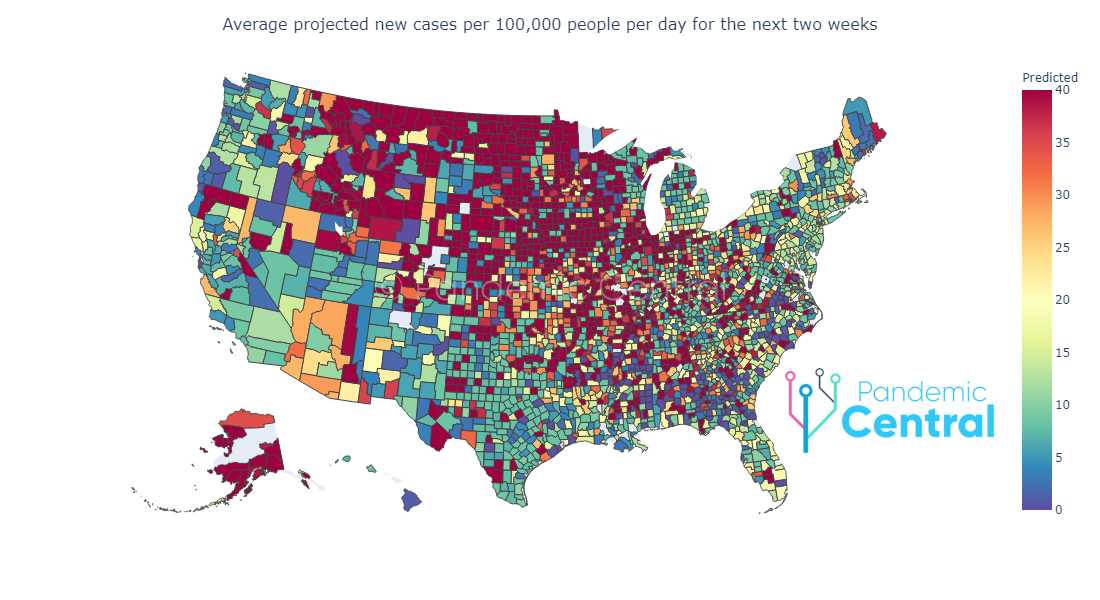 Average projected new cases per 100,000 people per day for the next two weeks
Predicted
40
35
30
25
20
15
10
5
0
© Pandemic Central
Pandemic
Central